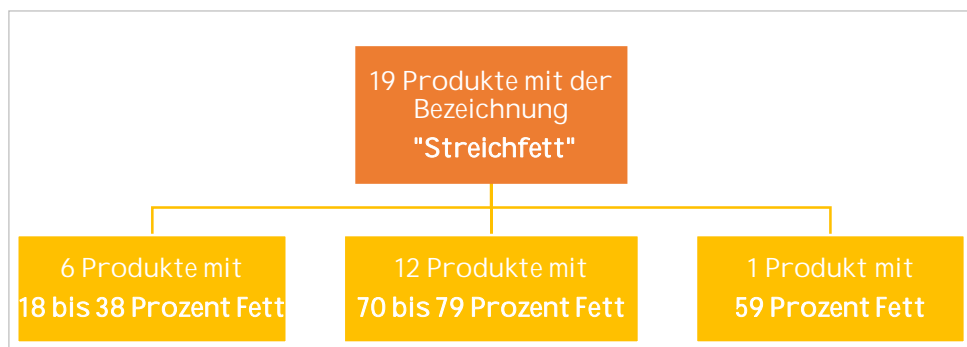 19 Produkte mit der
Bezeichnung
"Streichfett"
6 Produkte mit
18 bis 38 Prozent Fett
12 Produkte mit
70 bis 79 Prozent Fett
1 Produkt mit
59 Prozent Fett